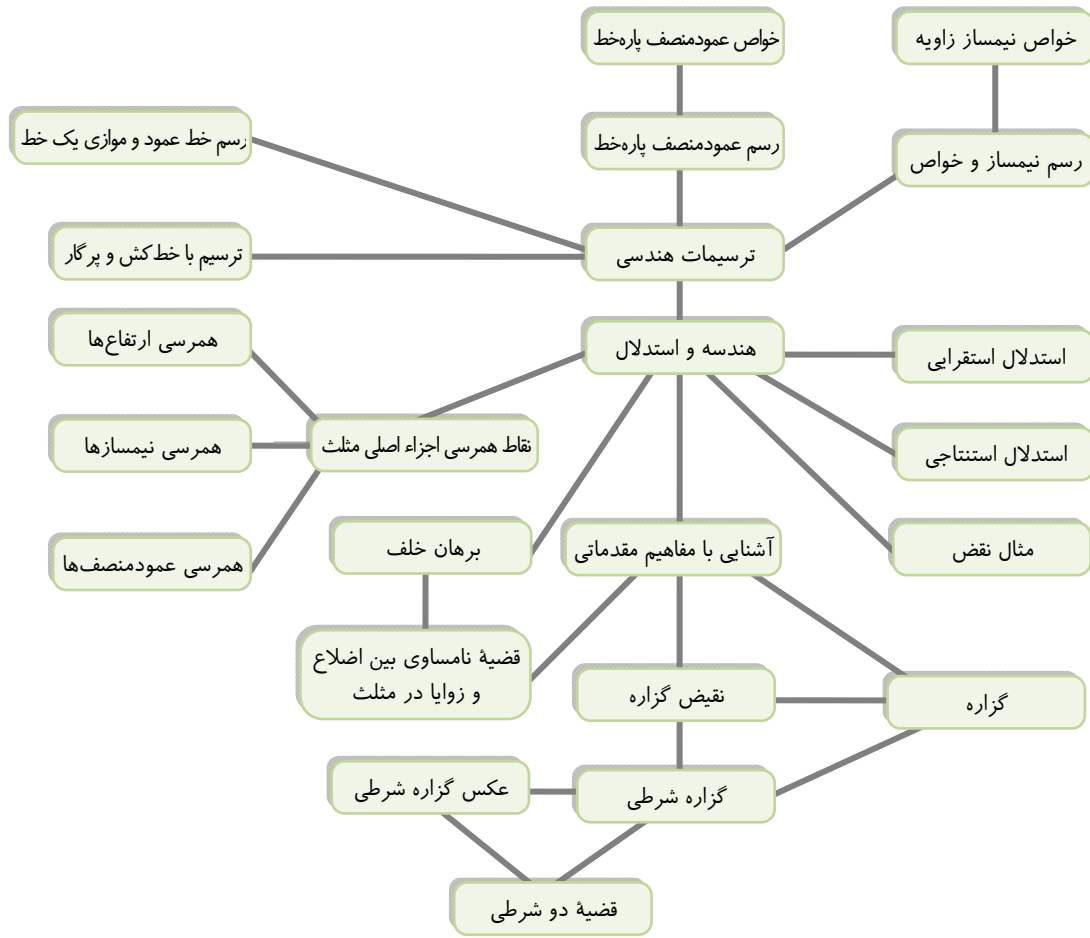 خواص عمودمنصف پاره‌خط
خواص نیمساز زاویه
رسم خط عمود و موازی یک خط
رسم عمودمنصف پاره‌خط
رسم نیمساز و خواص
ترسیم با خط‌کش و پرگار
ترسیمات هندسی
همرسی ارتفاع‌ها
هندسه و استدلال
استدلال استقرایی
همرسی نیمسازها
نقاط همرسی اجزاء اصلی مثلث
استدلال استنتاجی
همرسی عمودمنصف‌ها
برهان خلف
آشنایی با مفاهیم مقدماتی
مثال نقض
قضیهٔ نامساوی بین اضلاع
و زوایا در مثلث
نقیض گزاره
گزاره
عکس گزاره شرطی
گزاره شرطی
قضیهٔ دو شرطی